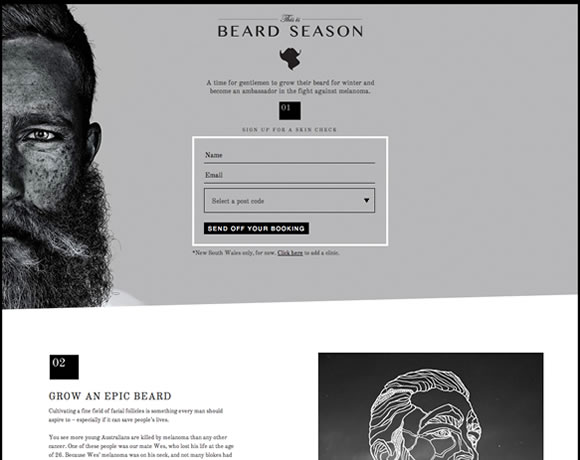 This is
BEARD SEASON
A time for gentlemen to grow their beard for winter and
become an ambassador in the fight against melanoma.
01
SIGN UP FOR A SKIN CHECK
Name
Email
Select a post code
SEND OFF YOUR BOOKING
*New South Wales only, for now. Click here to add a clinic.
02
GROW AN EPIC BEARD
Cultivating a fine field of facial follicles is something every man should
aspire to – especially if it can save people's lives.
You see more young Australians are killed by melanoma than any other
cancer. One of these people was our mate Wes, who lost his life at the age
of 26. Because Wes' melanoma was on his neck, and not many blokes had